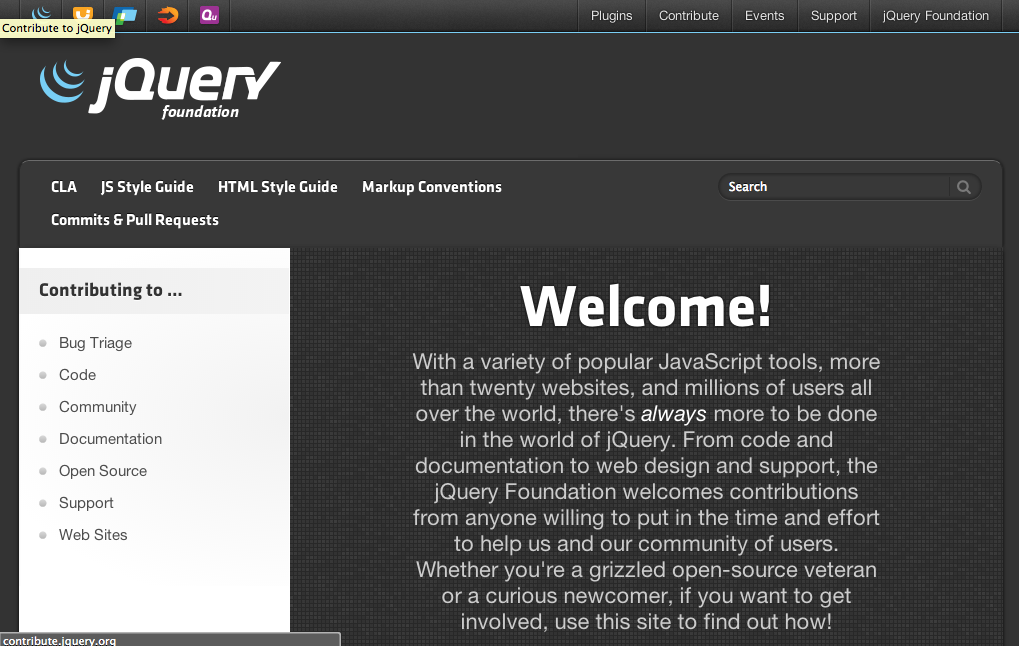 Qu
Plugins Contribute Events Support jQuery Foundation
Contribute to jQuery
jQuery
foundation
CLA JS Style Guide HTML Style Guide Markup Conventions
Search
Commits & Pull Requests
Contributing to ...
Bug Triage
Code
Community
Documentation
Open Source
Support
Web Sites
Welcome!
With a variety of popular JavaScript tools, more
than twenty websites, and millions of users all
over the world, there's always more to be done
in the world of jQuery. From code and
documentation to web design and support, the
jQuery Foundation welcomes contributions
from anyone willing to put in the time and effort
to help us and our community of users.
Whether you're a grizzled open-source veteran
or a curious newcomer, if you want to get
involved, use this site to find out how!
contribute.jquery.org